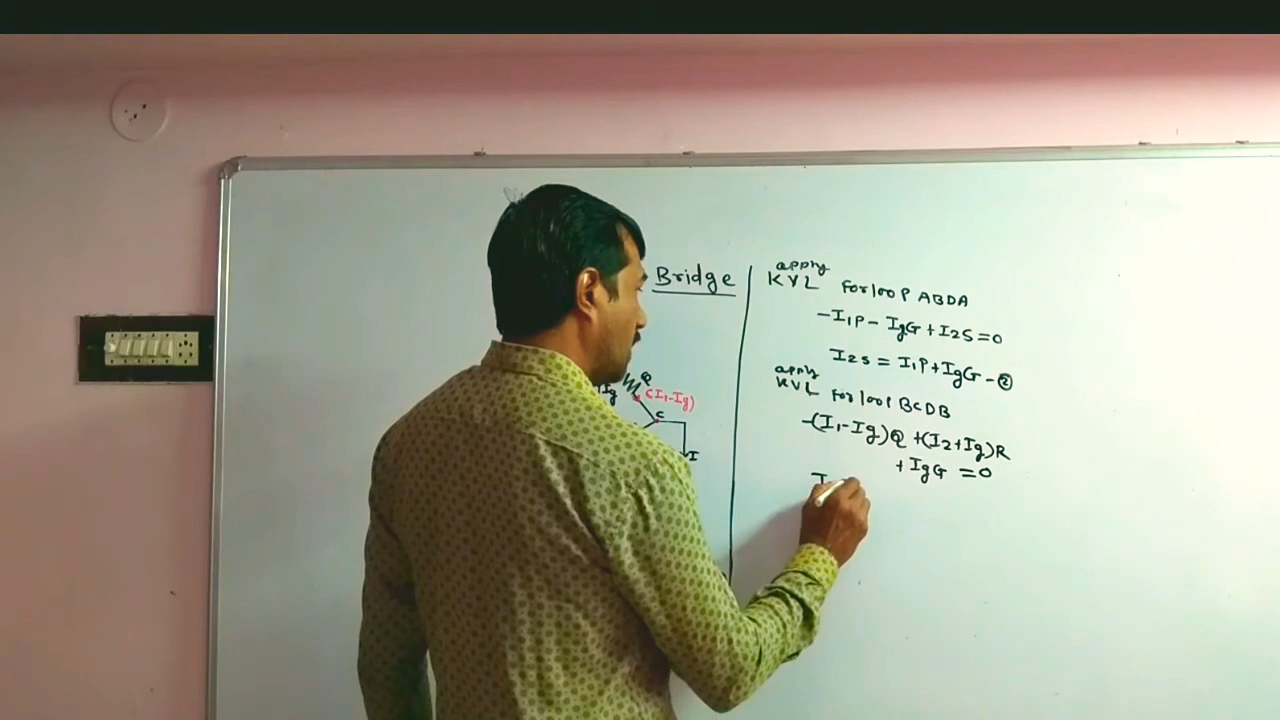 Bridge
Ig
Q
(I1-Ig)
C
I
apply
KVL For loop ABDA
-I1P - IgG + I2S = 0
I2S = I1P + IgG - ②
apply
KVL For loop BCDB
-(I1-Ig)Q +(I2+Ig)R
+ IgG = 0
I